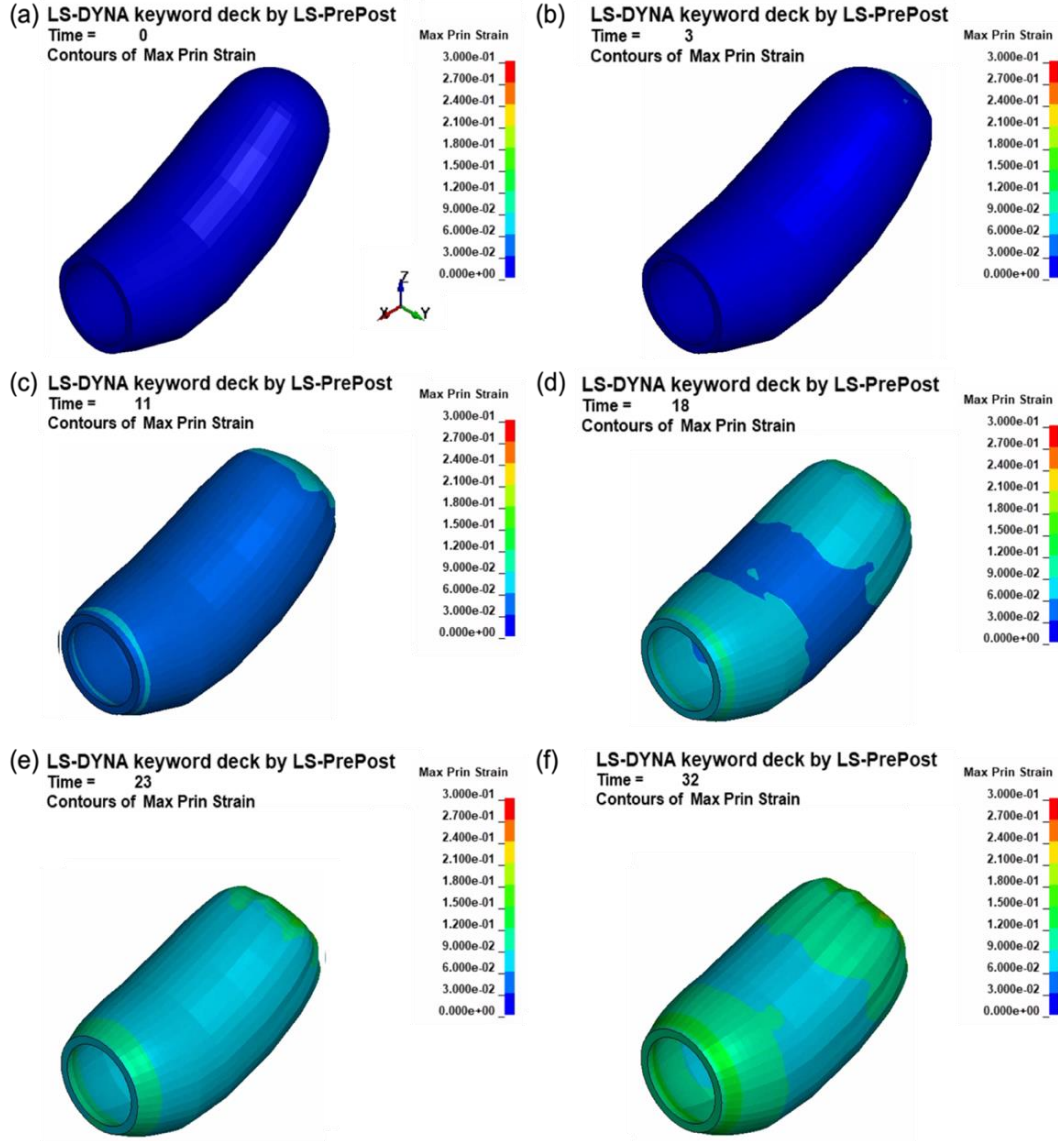 (a) LS-DYNA keyword deck by LS-PrePost
Time = 0
Contours of Max Prin Strain
Max Prin Strain
3.000e-01
2.700e-01
2.400e-01
2.100e-01
1.800e-01
1.500e-01
1.200e-01
9.000e-02
6.000e-02
3.000e-02
0.000e+00
Z
X Y
(b) LS-DYNA keyword deck by LS-PrePost
Time = 3
Contours of Max Prin Strain
Max Prin Strain
3.000e-01
2.700e-01
2.400e-01
2.100e-01
1.800e-01
1.500e-01
1.200e-01
9.000e-02
6.000e-02
3.000e-02
0.000e+00
(c) LS-DYNA keyword deck by LS-PrePost
Time = 11
Contours of Max Prin Strain
Max Prin Strain
3.000e-01
2.700e-01
2.400e-01
2.100e-01
1.800e-01
1.500e-01
1.200e-01
9.000e-02
6.000e-02
3.000e-02
0.000e+00
(d) LS-DYNA keyword deck by LS-PrePost
Time = 18
Contours of Max Prin Strain
Max Prin Strain
3.000e-01
2.700e-01
2.400e-01
2.100e-01
1.800e-01
1.500e-01
1.200e-01
9.000e-02
6.000e-02
3.000e-02
0.000e+00
(e) LS-DYNA keyword deck by LS-PrePost
Time = 23
Contours of Max Prin Strain
Max Prin Strain
3.000e-01
2.700e-01
2.400e-01
2.100e-01
1.800e-01
1.500e-01
1.200e-01
9.000e-02
6.000e-02
3.000e-02
0.000e+00
(f) LS-DYNA keyword deck by LS-PrePost
Time = 32
Contours of Max Prin Strain
Max Prin Strain
3.000e-01
2.700e-01
2.400e-01
2.100e-01
1.800e-01
1.500e-01
1.200e-01
9.000e-02
6.000e-02
3.000e-02
0.000e+00